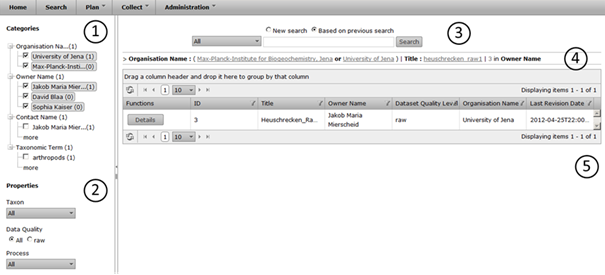 Home Search Plan Collect Administration
Categories
1
Organisation Na...(1)
University of Jena (1)
Max-Planck-Insti...(0)
Owner Name (1)
Jakob Maria Mier...(1)
David Blaa (0)
Sophia Kaiser (0)
Contact Name (1)
Jakob Maria Mier...(1)
more
Taxonomic Term (1)
arthropods (1)
more
Properties
2
Taxon
All
Data Quality
All raw
Process
All
New search Based on previous search
3
All Search
4
> Organisation Name : ( Max-Planck-Institute for Biogeochemistry, Jena or University of Jena ) | Title : heuschrecken_raw1 | 3 in Owner Name
Drag a column header and drop it here to group by that column
1 10 Displaying items 1 - 1 of 1
Functions ID Title Owner Name Dataset Quality Level Organisation Name Last Revision Date
Details 3 Heuschrecken_Ra... Jakob Maria Mierscheid raw University of Jena 2012-04-25T22:00...
1 10 Displaying items 1 - 1 of 1
5